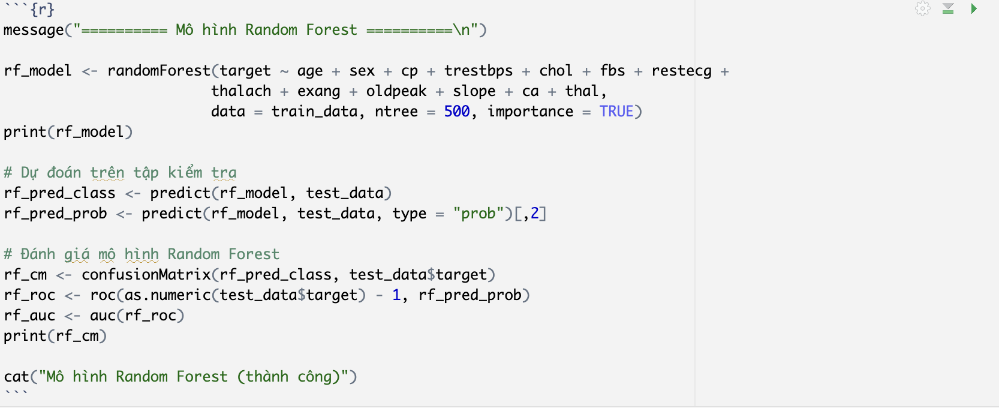 ```{r}
message("========== Mô hình Random Forest ==========\n")
rf_model <- randomForest(target ~ age + sex + cp + trestbps + chol + fbs + restecg +
thalach + exang + oldpeak + slope + ca + thal,
data = train_data, ntree = 500, importance = TRUE)
print(rf_model)
# Dự đoán trên tập kiểm tra
rf_pred_class <- predict(rf_model, test_data)
rf_pred_prob <- predict(rf_model, test_data, type = "prob")[,2]
# Đánh giá mô hình Random Forest
rf_cm <- confusionMatrix(rf_pred_class, test_data$target)
rf_roc <- roc(as.numeric(test_data$target) - 1, rf_pred_prob)
rf_auc <- auc(rf_roc)
print(rf_cm)
cat("Mô hình Random Forest (thành công)")
```